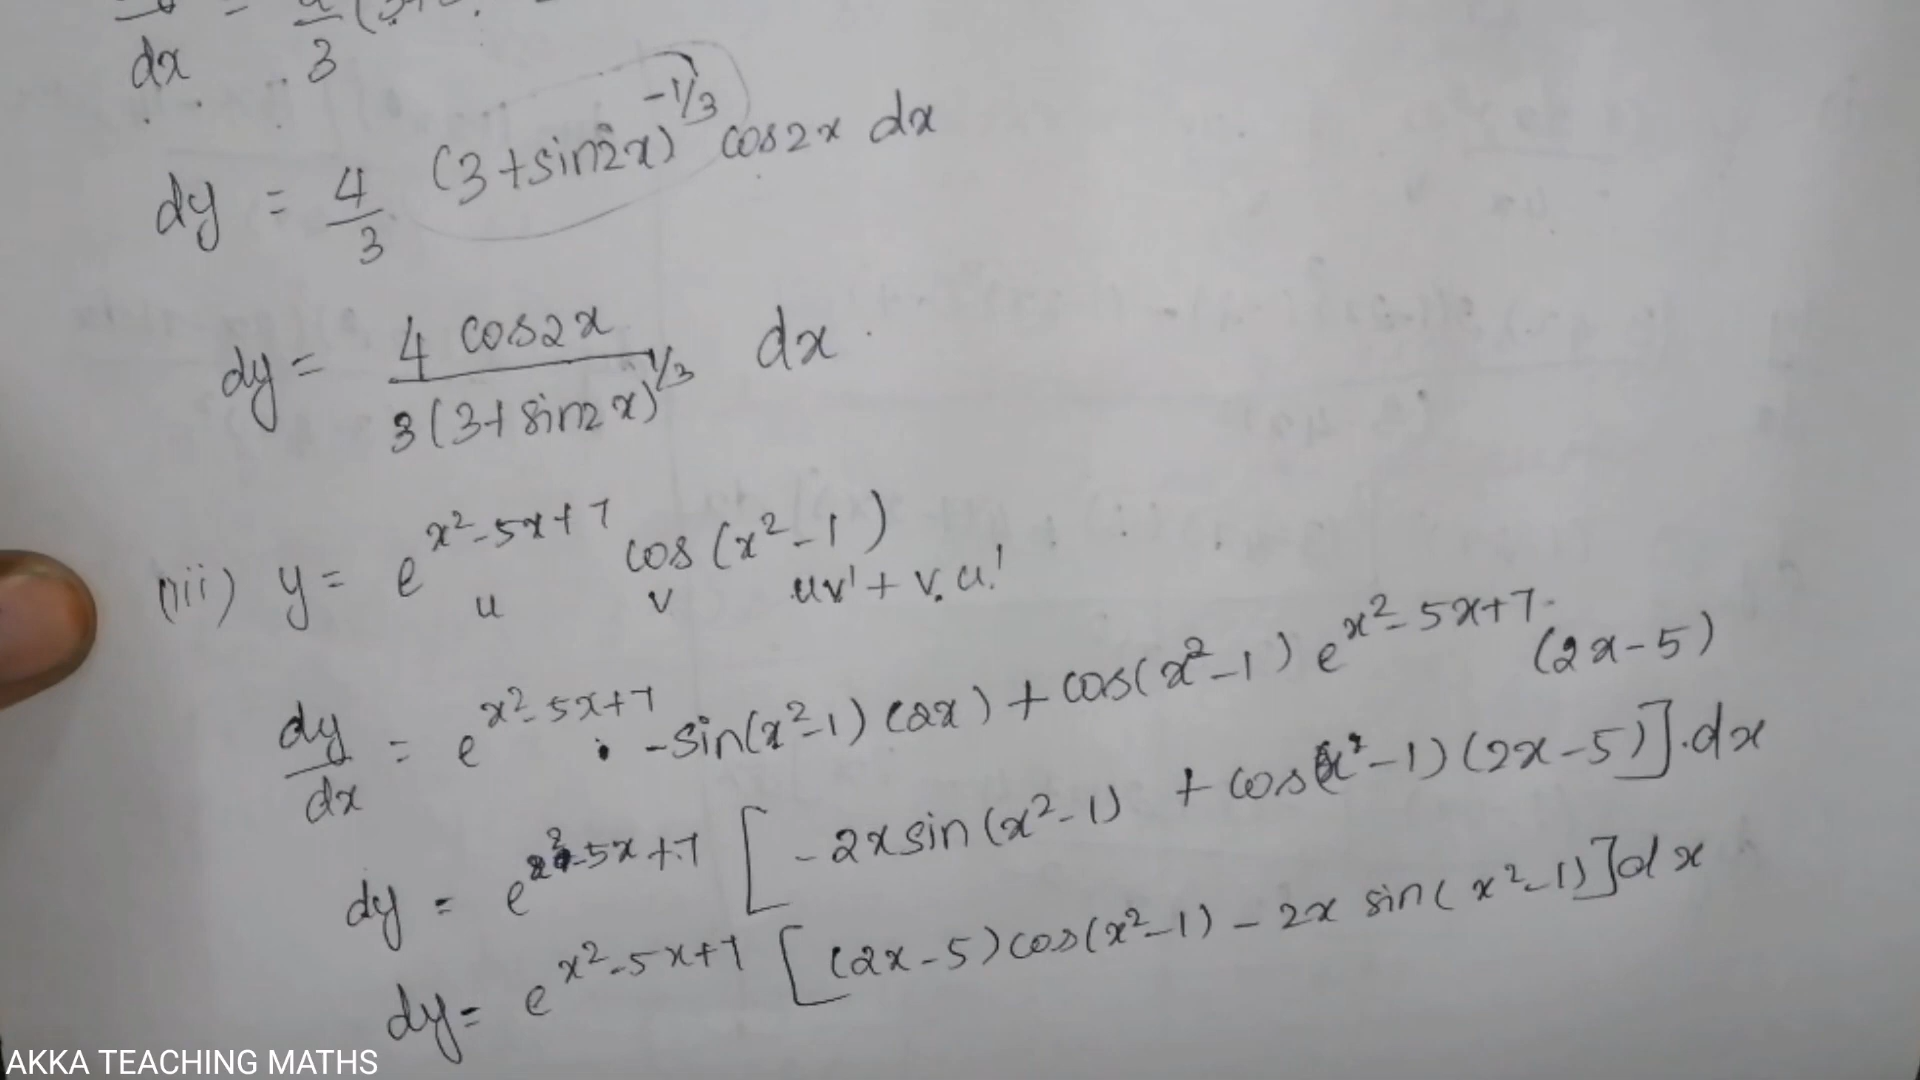 dx 3
dy = 4/3 (3+sin2x)^-1/3 cos2x dx
dy = 4 cos2x / 3(3+sin2x)^1/3 dx.
(iii) y = e^x²-5x+7 cos(x²-1)
u v uv' + v.u'
dy/dx = e^x²-5x+7 . -sin(x²-1)(2x) + cos(x²-1) e^x²-5x+7. (2x-5)
dy = e^x²-5x+7 [-2x sin(x²-1) + cos(x²-1)(2x-5)].dx
dy = e^x²-5x+7 [(2x-5)cos(x²-1) - 2x sin(x²-1)]dx
AKKA TEACHING MATHS